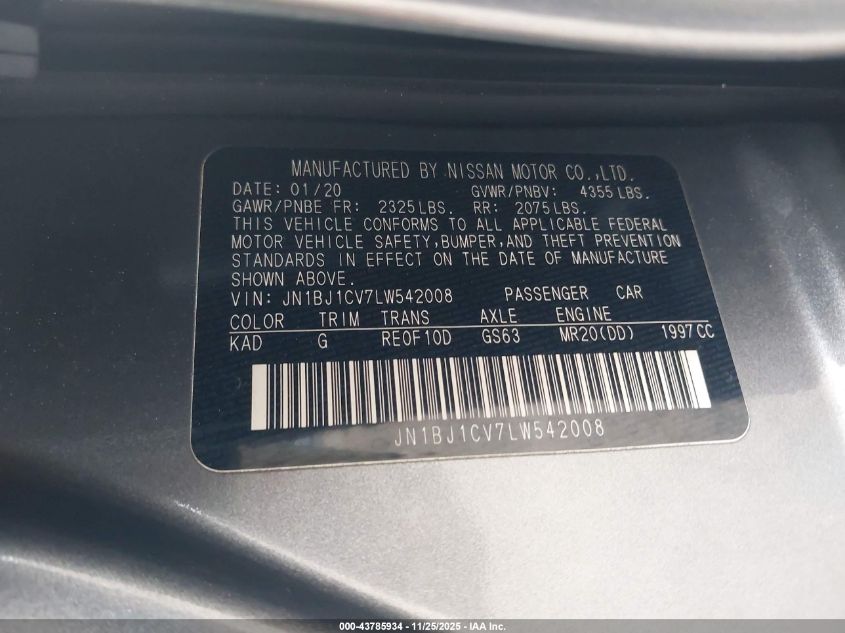 MANUFACTURED BY NISSAN MOTOR CO.,LTD.
DATE: 01/20 GVWR/PNBV: 4355 LBS.
GAWR/PNBE FR: 2325 LBS. RR: 2075 LBS.
THIS VEHICLE CONFORMS TO ALL APPLICABLE FEDERAL
MOTOR VEHICLE SAFETY,BUMPER,AND THEFT PREVENTION
STANDARDS IN EFFECT ON THE DATE OF MANUFACTURE
SHOWN ABOVE.
VIN: JN1BJ1CV7LW542008 PASSENGER CAR
COLOR TRIM TRANS AXLE ENGINE
KAD G RE0F10D GS63 MR20(DD) 1997CC
JN1BJ1CV7LW542008
000-43785934 - 11/25/2025 - IAA Inc.